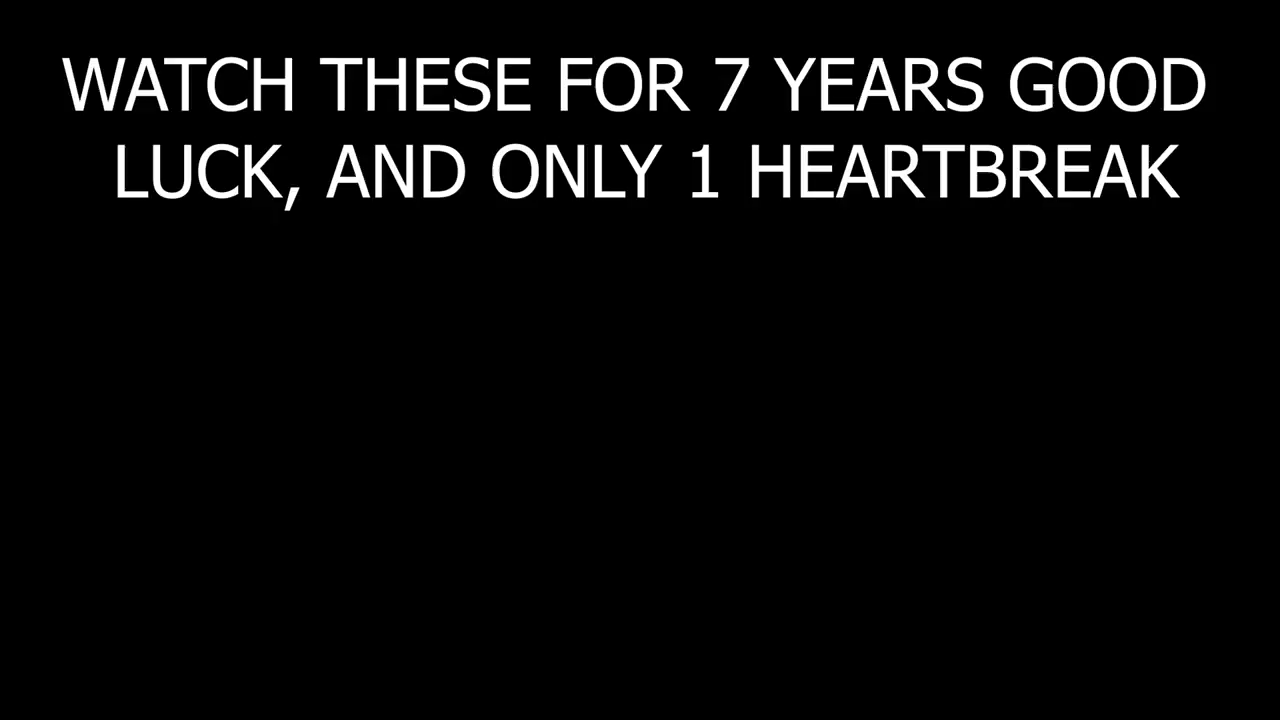 WATCH THESE FOR 7 YEARS GOOD
LUCK, AND ONLY 1 HEARTBREAK